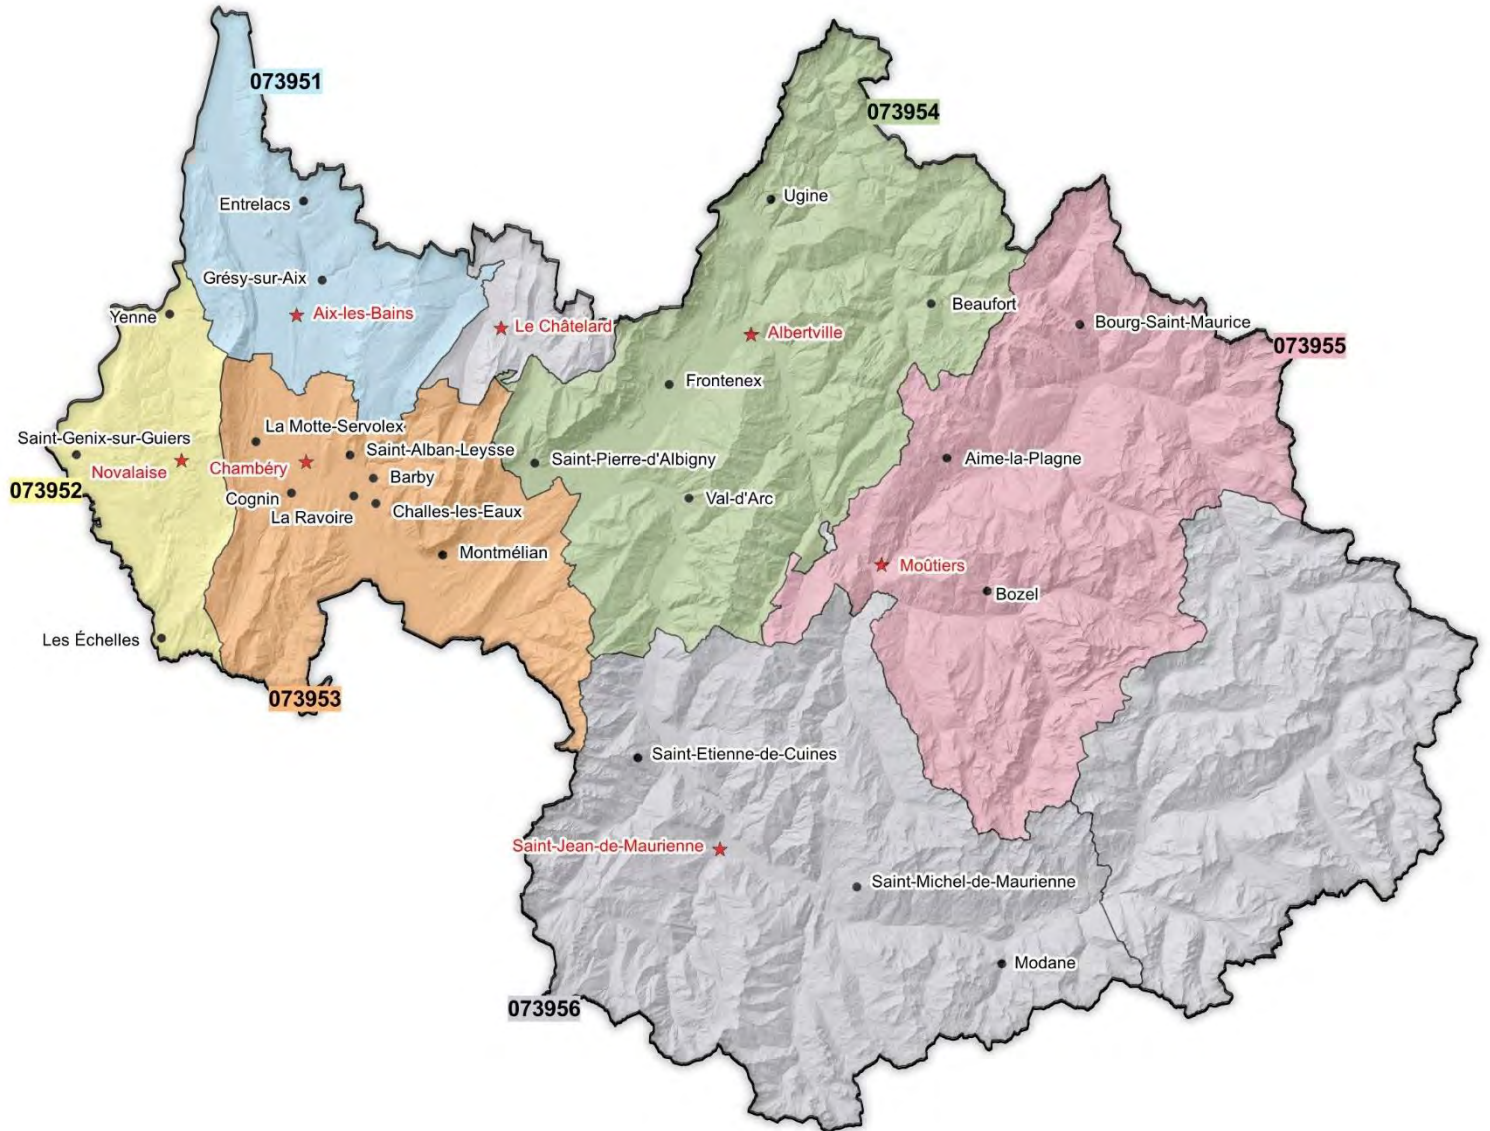 073951
073954
Ugine
Entrelacs
Grésy-sur-Aix
Beaufort
Aix-les-Bains
Yenne
Le Châtelard
Albertville
Bourg-Saint-Maurice
073955
Frontenex
La Motte-Servolex
Saint-Genix-sur-Guiers
Saint-Alban-Leysse
Saint-Pierre-d'Albigny
Aime-la-Plagne
Novalaise
Chambéry
Barby
073952
Cognin
Val-d'Arc
La Ravoire
Challes-les-Eaux
Montmélian
Moûtiers
Bozel
Les Échelles
073953
Saint-Etienne-de-Cuines
Saint-Jean-de-Maurienne
Saint-Michel-de-Maurienne
Modane
073956